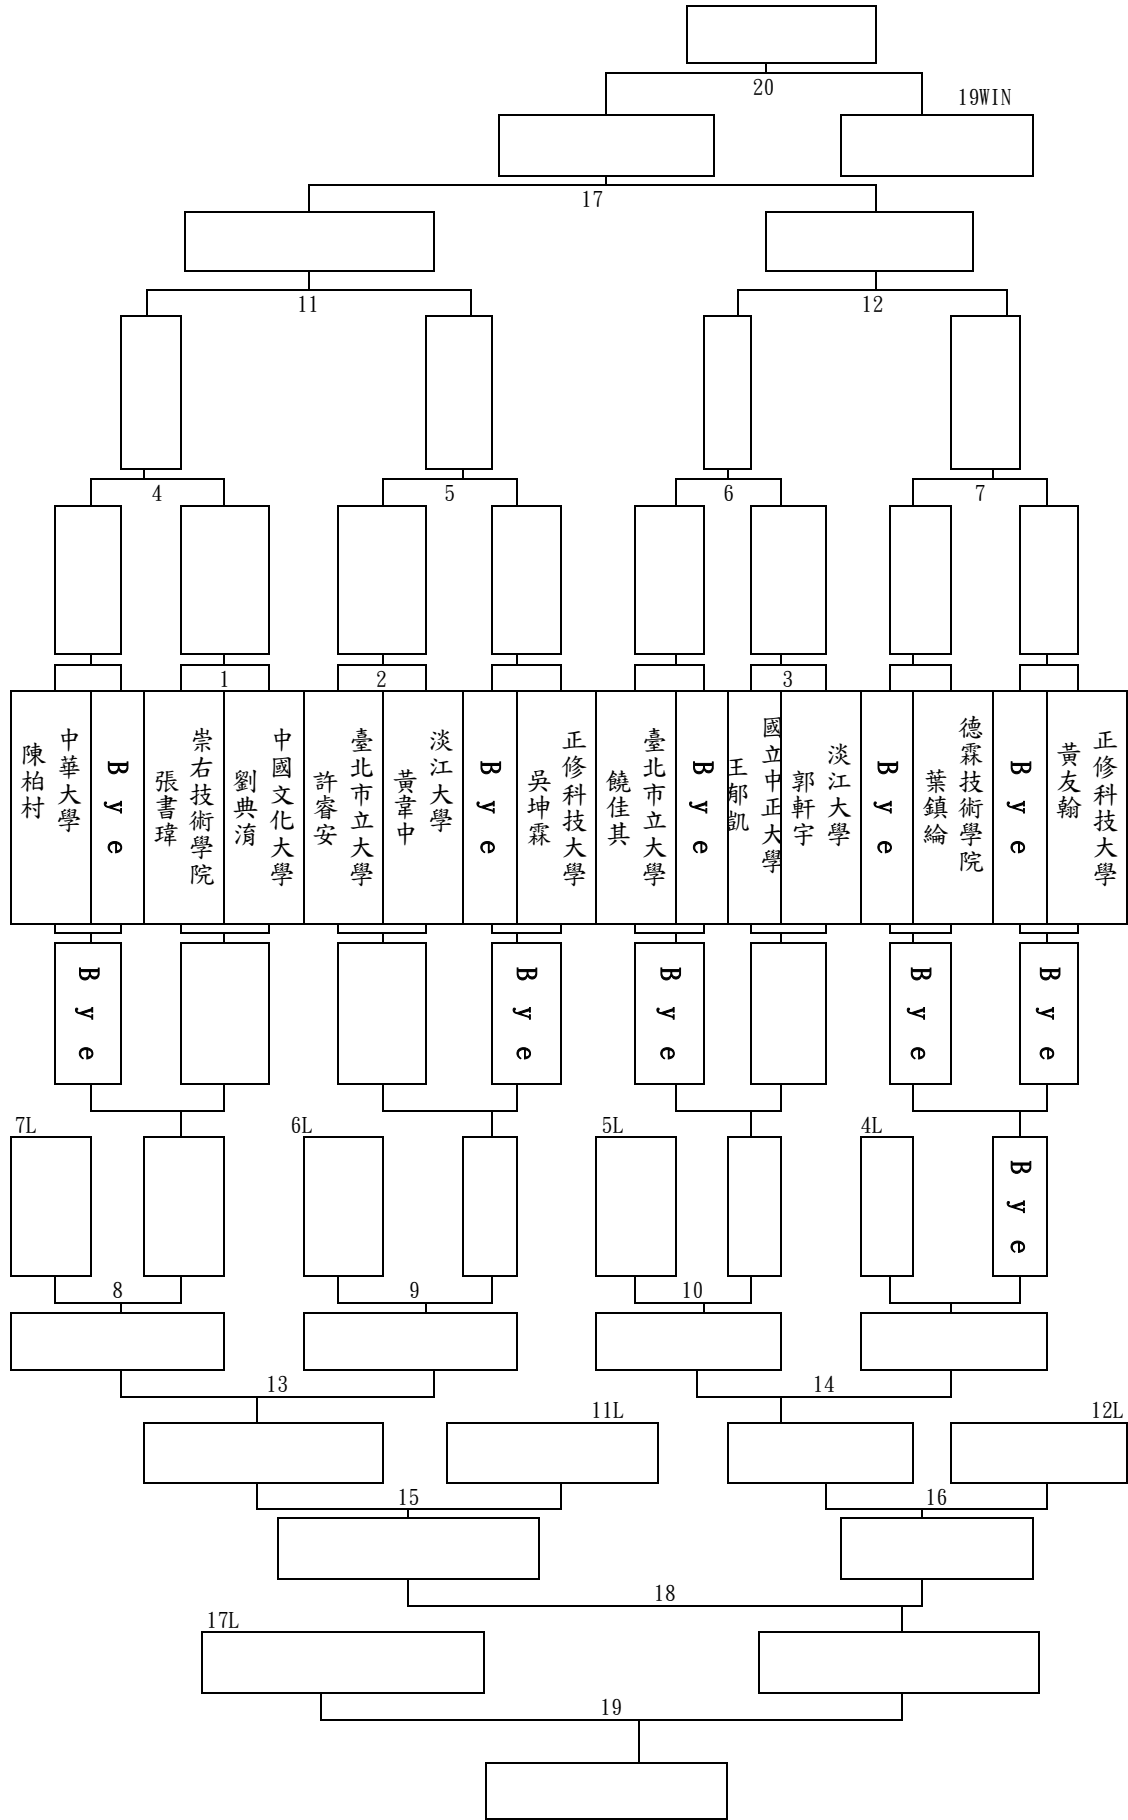 20
19WIN
17
11
12
4
5
6
7
1
2
3
中華大學
陳柏村
Bye
崇右技術學院
張書瑋
中國文化大學
劉典淯
臺北市立大學
許睿安
淡江大學
黃韋中
Bye
正修科技大學
吳坤霖
臺北市立大學
饒佳其
Bye
國立中正大學
王郁凱
淡江大學
郭軒宇
Bye
德霖技術學院
葉鎮綸
Bye
正修科技大學
黃友翰
Bye
Bye
Bye
Bye
Bye
7L
6L
5L
4L
Bye
8
9
10
13
14
11L
12L
15
16
18
17L
19